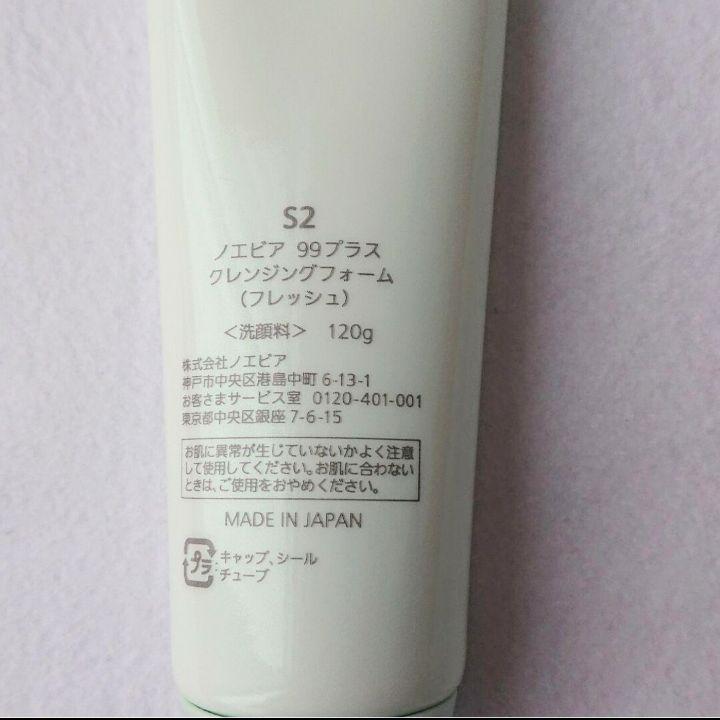 S2
ノエビア 99プラス
クレンジングフォーム
(フレッシュ)
<洗顔料> 120g
株式会社ノエビア
神戸市中央区港島中町 6-13-1
お客さまサービス室 0120-401-001
東京都中央区銀座 7-6-15
お肌に異常が生じていないかよく注意
して使用してください。お肌に合わない
ときは、ご使用をおやめください。
MADE IN JAPAN
プラ
キャップ、シール
チューブ